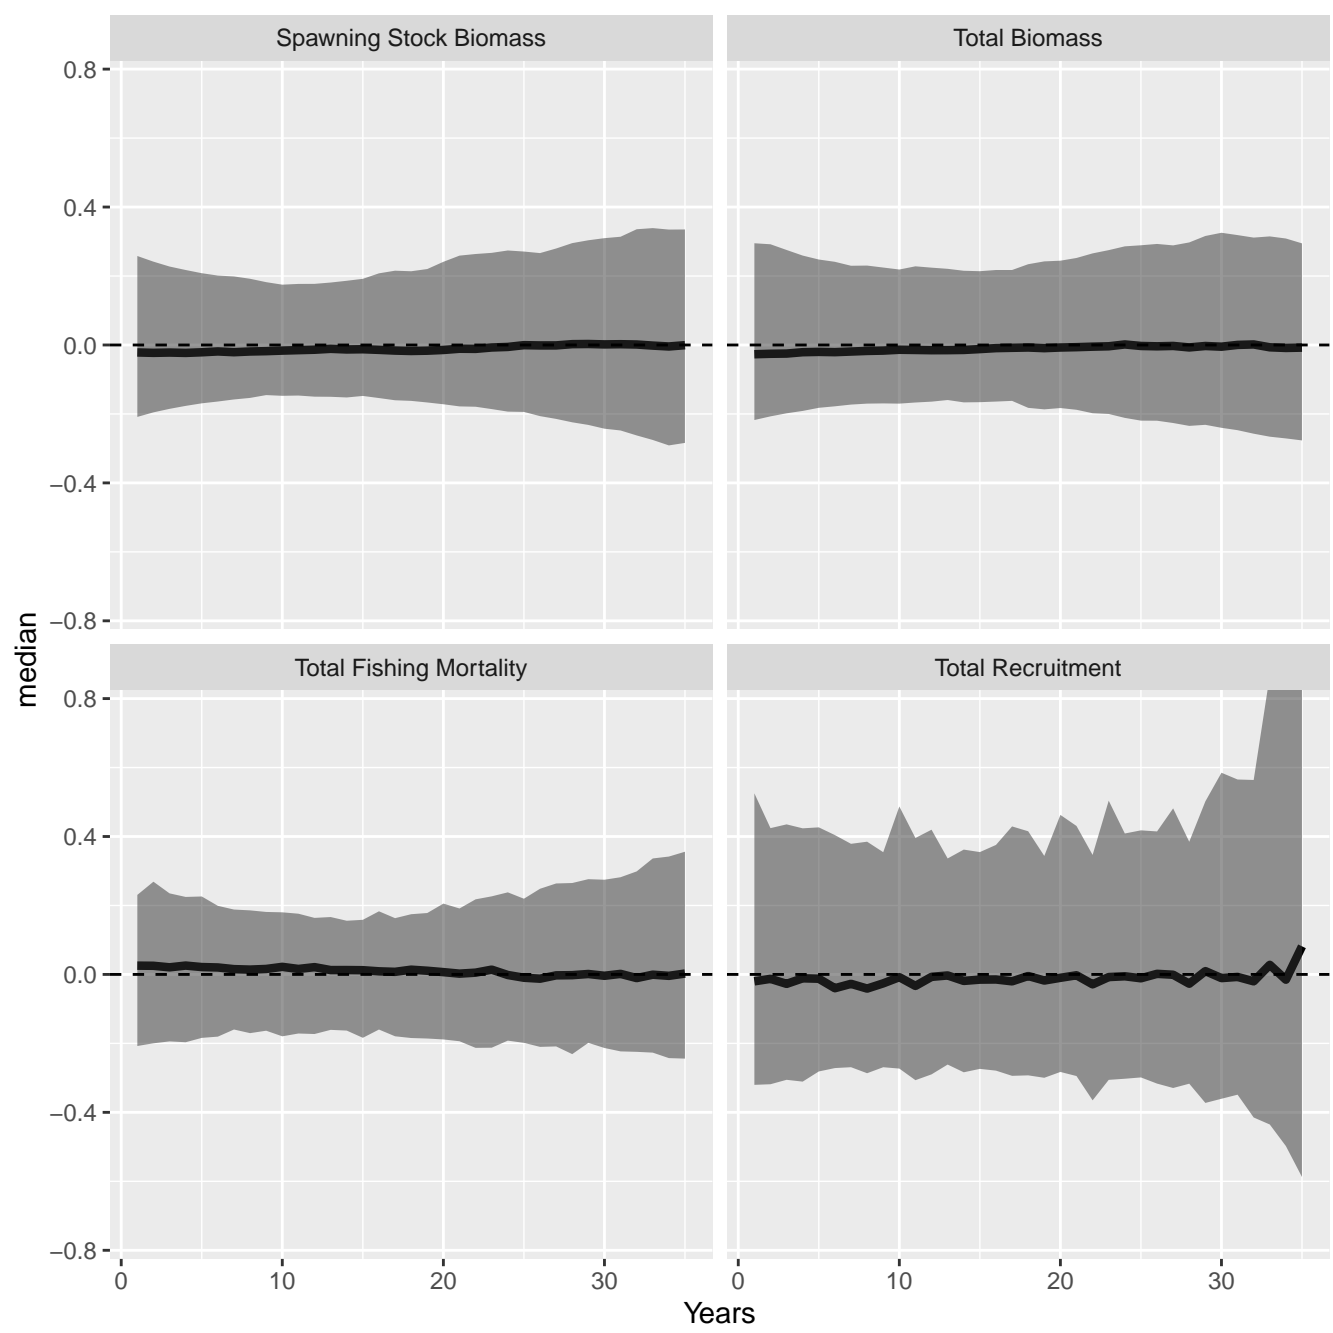 Spawning Stock Biomass
Total Biomass
0.8
0.4
0.0
−0.4
−0.8
Total Fishing Mortality
Total Recruitment
0.8
0.4
0.0
−0.4
−0.8
median
0 10 20 30
0 10 20 30
Years